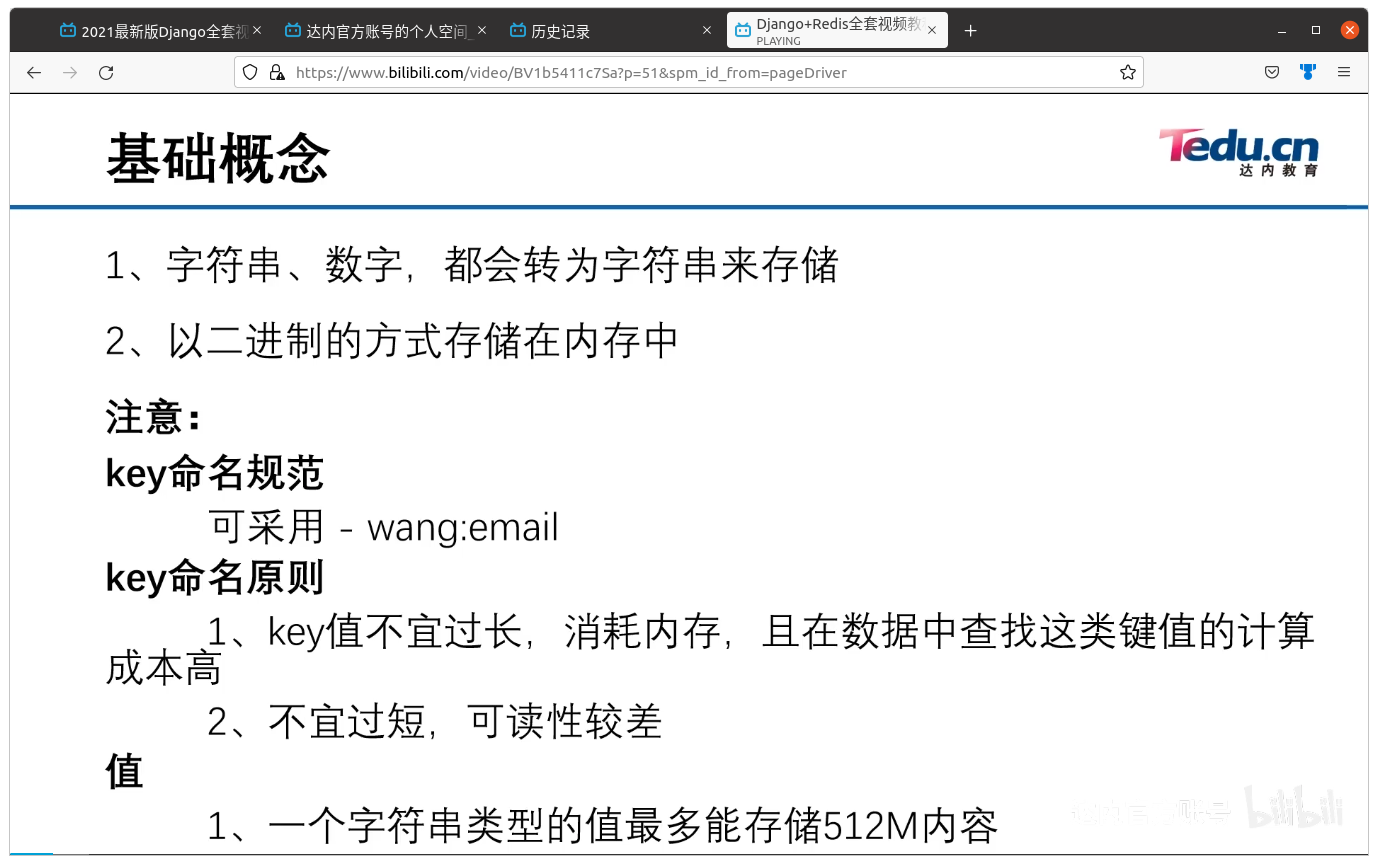 2021最新版Django全套视
达内官方账号的个人空间_
历史记录
Django+Redis全套视频教
PLAYING
https://www.bilibili.com/video/BV1b5411c7Sa?p=51&spm_id_from=pageDriver
基础概念
Tedu.cn
达内教育
1、字符串、数字，都会转为字符串来存储
2、以二进制的方式存储在内存中
注意：
key命名规范
可采用 - wang:email
key命名原则
1、key值不宜过长，消耗内存，且在数据中查找这类键值的计算
成本高
2、不宜过短，可读性较差
值
1、一个字符串类型的值最多能存储512M内容
达内官方账号 bilibili